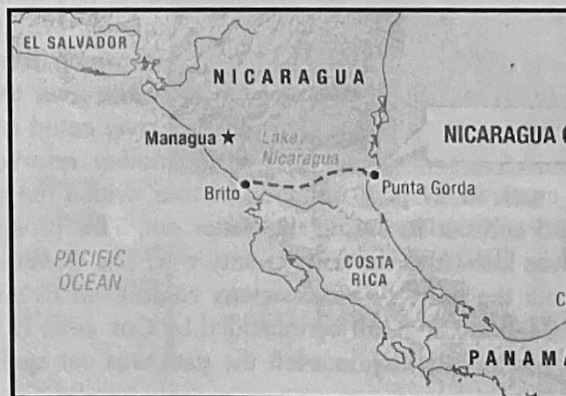 EL SALVADOR
NICARAGUA
Managua
Lake
Nicaragua
NICARAGUA
Brito
Punta Gorda
PACIFIC
OCEAN
COSTA
RICA
C
PANAMA